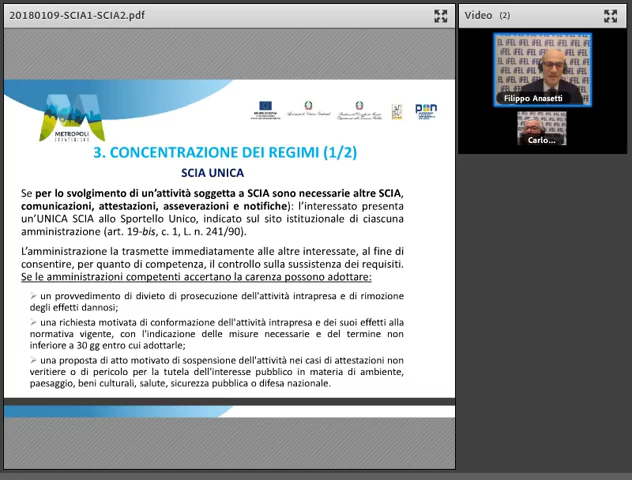 20180109-SCIA1-SCIA2.pdf
Video (2)
iFEL
Filippo Anasetti
Carlo...
METROPOLI
STRATEGICHE
pon
3. CONCENTRAZIONE DEI REGIMI (1/2)
SCIA UNICA
Se per lo svolgimento di un'attività soggetta a SCIA sono necessarie altre SCIA,
comunicazioni, attestazioni, asseverazioni e notifiche): l'interessato presenta
un'UNICA SCIA allo Sportello Unico, indicato sul sito istituzionale di ciascuna
amministrazione (art. 19-bis, c. 1, L. n. 241/90).
L'amministrazione la trasmette immediatamente alle altre interessate, al fine di
consentire, per quanto di competenza, il controllo sulla sussistenza dei requisiti.
Se le amministrazioni competenti accertano la carenza possono adottare:
➢ un provvedimento di divieto di prosecuzione dell'attività intrapresa e di rimozione
degli effetti dannosi;
➢ una richiesta motivata di conformazione dell'attività intrapresa e dei suoi effetti alla
normativa vigente, con l'indicazione delle misure necessarie e del termine non
inferiore a 30 gg entro cui adottarle;
➢ una proposta di atto motivato di sospensione dell'attività nei casi di attestazioni non
veritiere o di pericolo per la tutela dell'interesse pubblico in materia di ambiente,
paesaggio, beni culturali, salute, sicurezza pubblica o difesa nazionale.